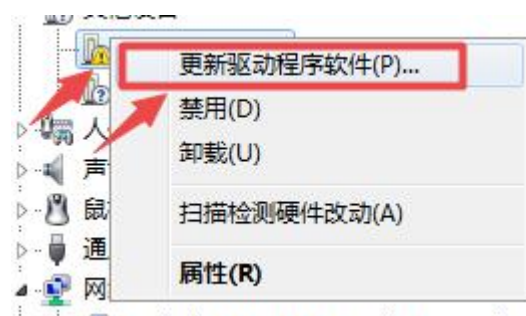 更新驱动程序软件(P)...
禁用(D)
人
卸载(U)
声
鼠
扫描检测硬件改动(A)
通
属性(R)
网